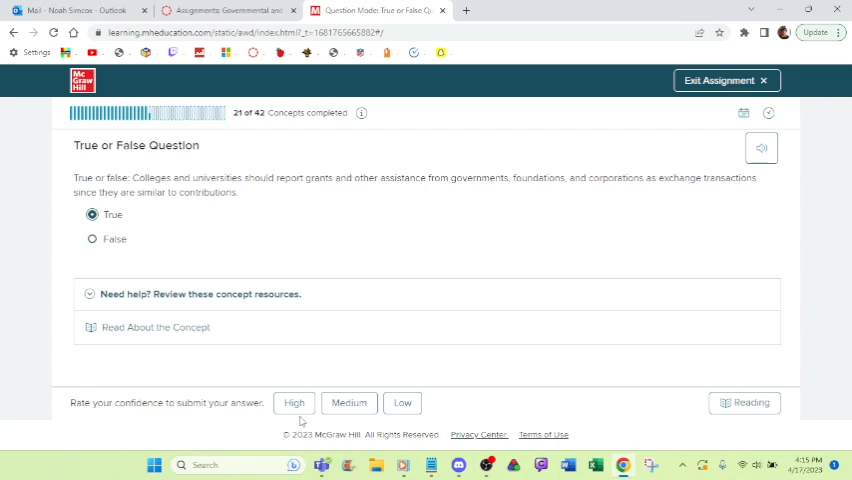 Mail - Noah Simcox - Outlook
Assignments: Governmental and
Question Mode: True or False Qu
learning.mheducation.com/static/awd/index.html?_t=1681765665882#/
Update
Settings
Mc
Graw
Hill
Exit Assignment
21 of 42 Concepts completed
True or False Question
True or false: Colleges and universities should report grants and other assistance from governments, foundations, and corporations as exchange transactions
since they are similar to contributions.
True
False
Need help? Review these concept resources.
Read About the Concept
Rate your confidence to submit your answer.
High
Medium
Low
Reading
© 2023 McGraw Hill. All Rights Reserved.
Privacy Center
Terms of Use
Search
4:15 PM
4/17/2023